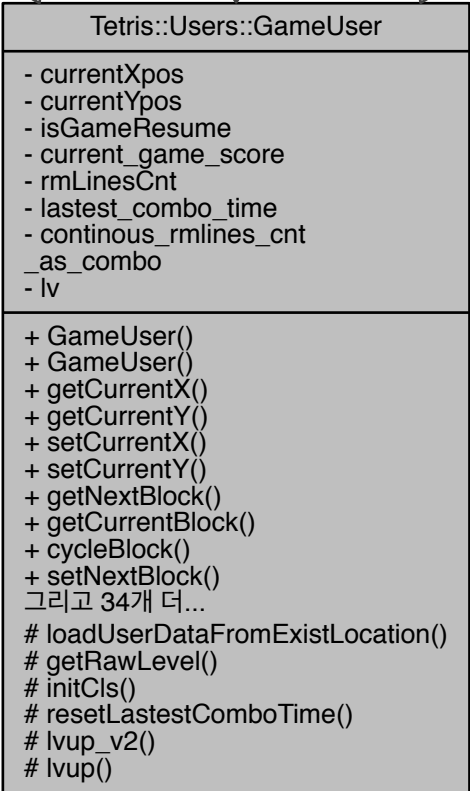 Tetris::Users::GameUser
- currentXpos
- currentYpos
- isGameResume
- current_game_score
- rmLinesCnt
- lastest_combo_time
- continous_rmlines_cnt
_as_combo
- lv
+ GameUser()
+ GameUser()
+ getCurrentX()
+ getCurrentY()
+ setCurrentX()
+ setCurrentY()
+ getNextBlock()
+ getCurrentBlock()
+ cycleBlock()
+ setNextBlock()
그리고 34개 더...
# loadUserDataFromExistLocation()
# getRawLevel()
# initCls()
# resetLastestComboTime()
# lvup_v2()
# lvup()